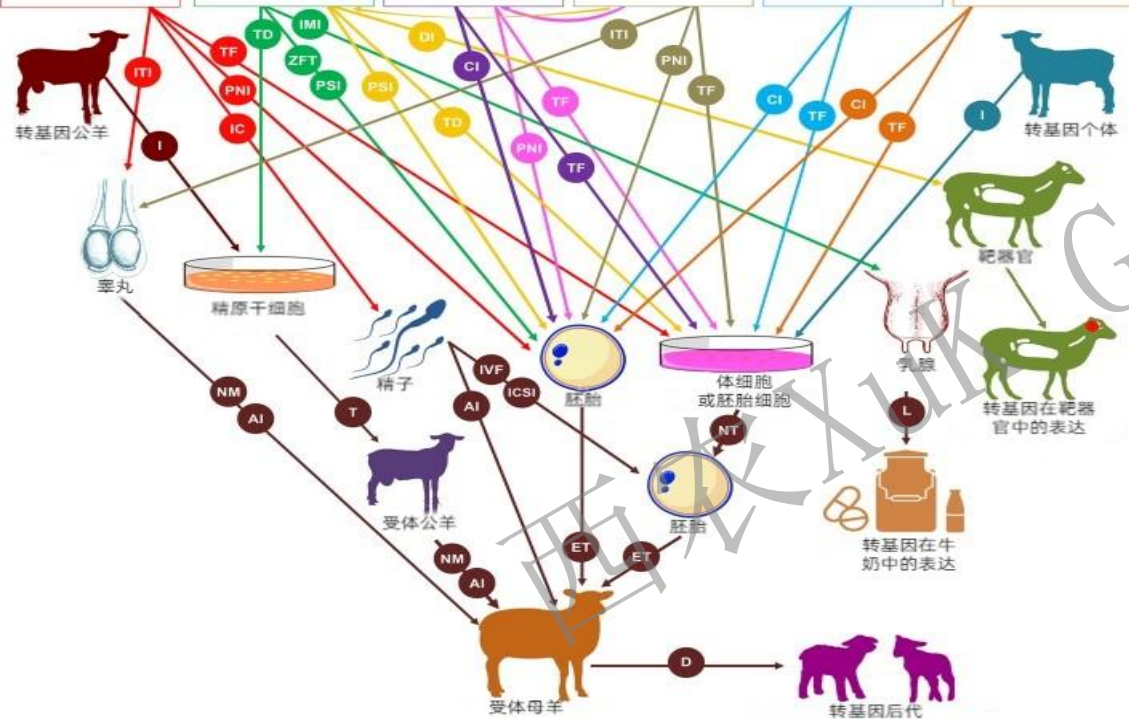 TD
IMI
DI
ITI
ITI
TF
ZFT
CI
PNI
PNI
PSI
PSI
TF
TF
CI
CI
IC
TD
TF
TF
I
转基因公羊
转基因个体
I
PNI
TF
靶器官
睾丸
精原干细胞
精子
胚胎
体细胞
或胚胎细胞
乳腺
转基因在靶器
官中的表达
IVF
ICSI
NM
AI
T
AI
NT
L
受体公羊
胚胎
转基因在牛
奶中的表达
NM
AI
ET
ET
D
受体母羊
转基因后代
西农XuK G